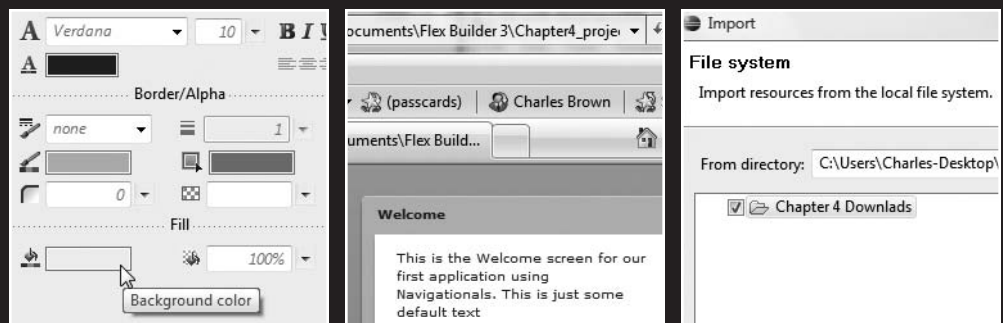 Verdana
10
B I U
Border/Alpha
none
1
0
Fill
100%
Background color
ocuments\Flex Builder 3\Chapter4_projec
(passcards)
Charles Brown
uments\Flex Build...
Welcome
This is the Welcome screen for our
first application using
Navigationals. This is just some
default text
Import
File system
Import resources from the local file system.
From directory: C:\Users\Charles-Desktop\
Chapter 4 Downlads